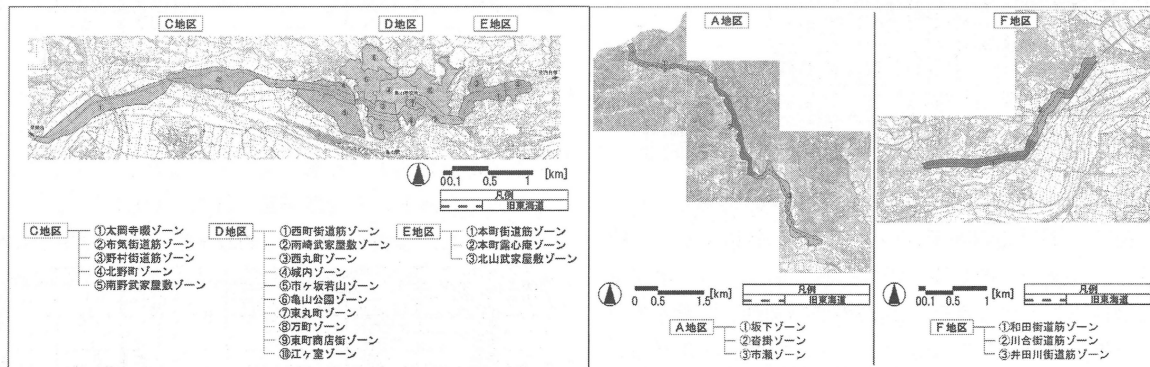 C地区
D地区
E地区
0 0.1 0.5 1 [km]
凡例
旧東海道
C地区
①太岡寺畷ゾーン
②布気街道筋ゾーン
③野村街道筋ゾーン
④北野町ゾーン
⑤南野武家屋敷ゾーン
D地区
①西町街道筋ゾーン
②南崎武家屋敷ゾーン
③西丸町ゾーン
④城内ゾーン
⑤市ヶ坂若山ゾーン
⑥亀山公園ゾーン
⑦東丸町ゾーン
⑧万町ゾーン
⑨東町商店街ゾーン
⑩江ヶ室ゾーン
E地区
①本町街道筋ゾーン
②本町露心庵ゾーン
③北山武家屋敷ゾーン
A地区
0 0.5 1.5[km]
凡例
旧東海道
A地区
①坂下ゾーン
②沓掛ゾーン
③市瀬ゾーン
F地区
0 0.1 0.5 1 [km]
凡例
旧東海道
F地区
①和田街道筋ゾーン
②川合街道筋ゾーン
③井田川街道筋ゾーン